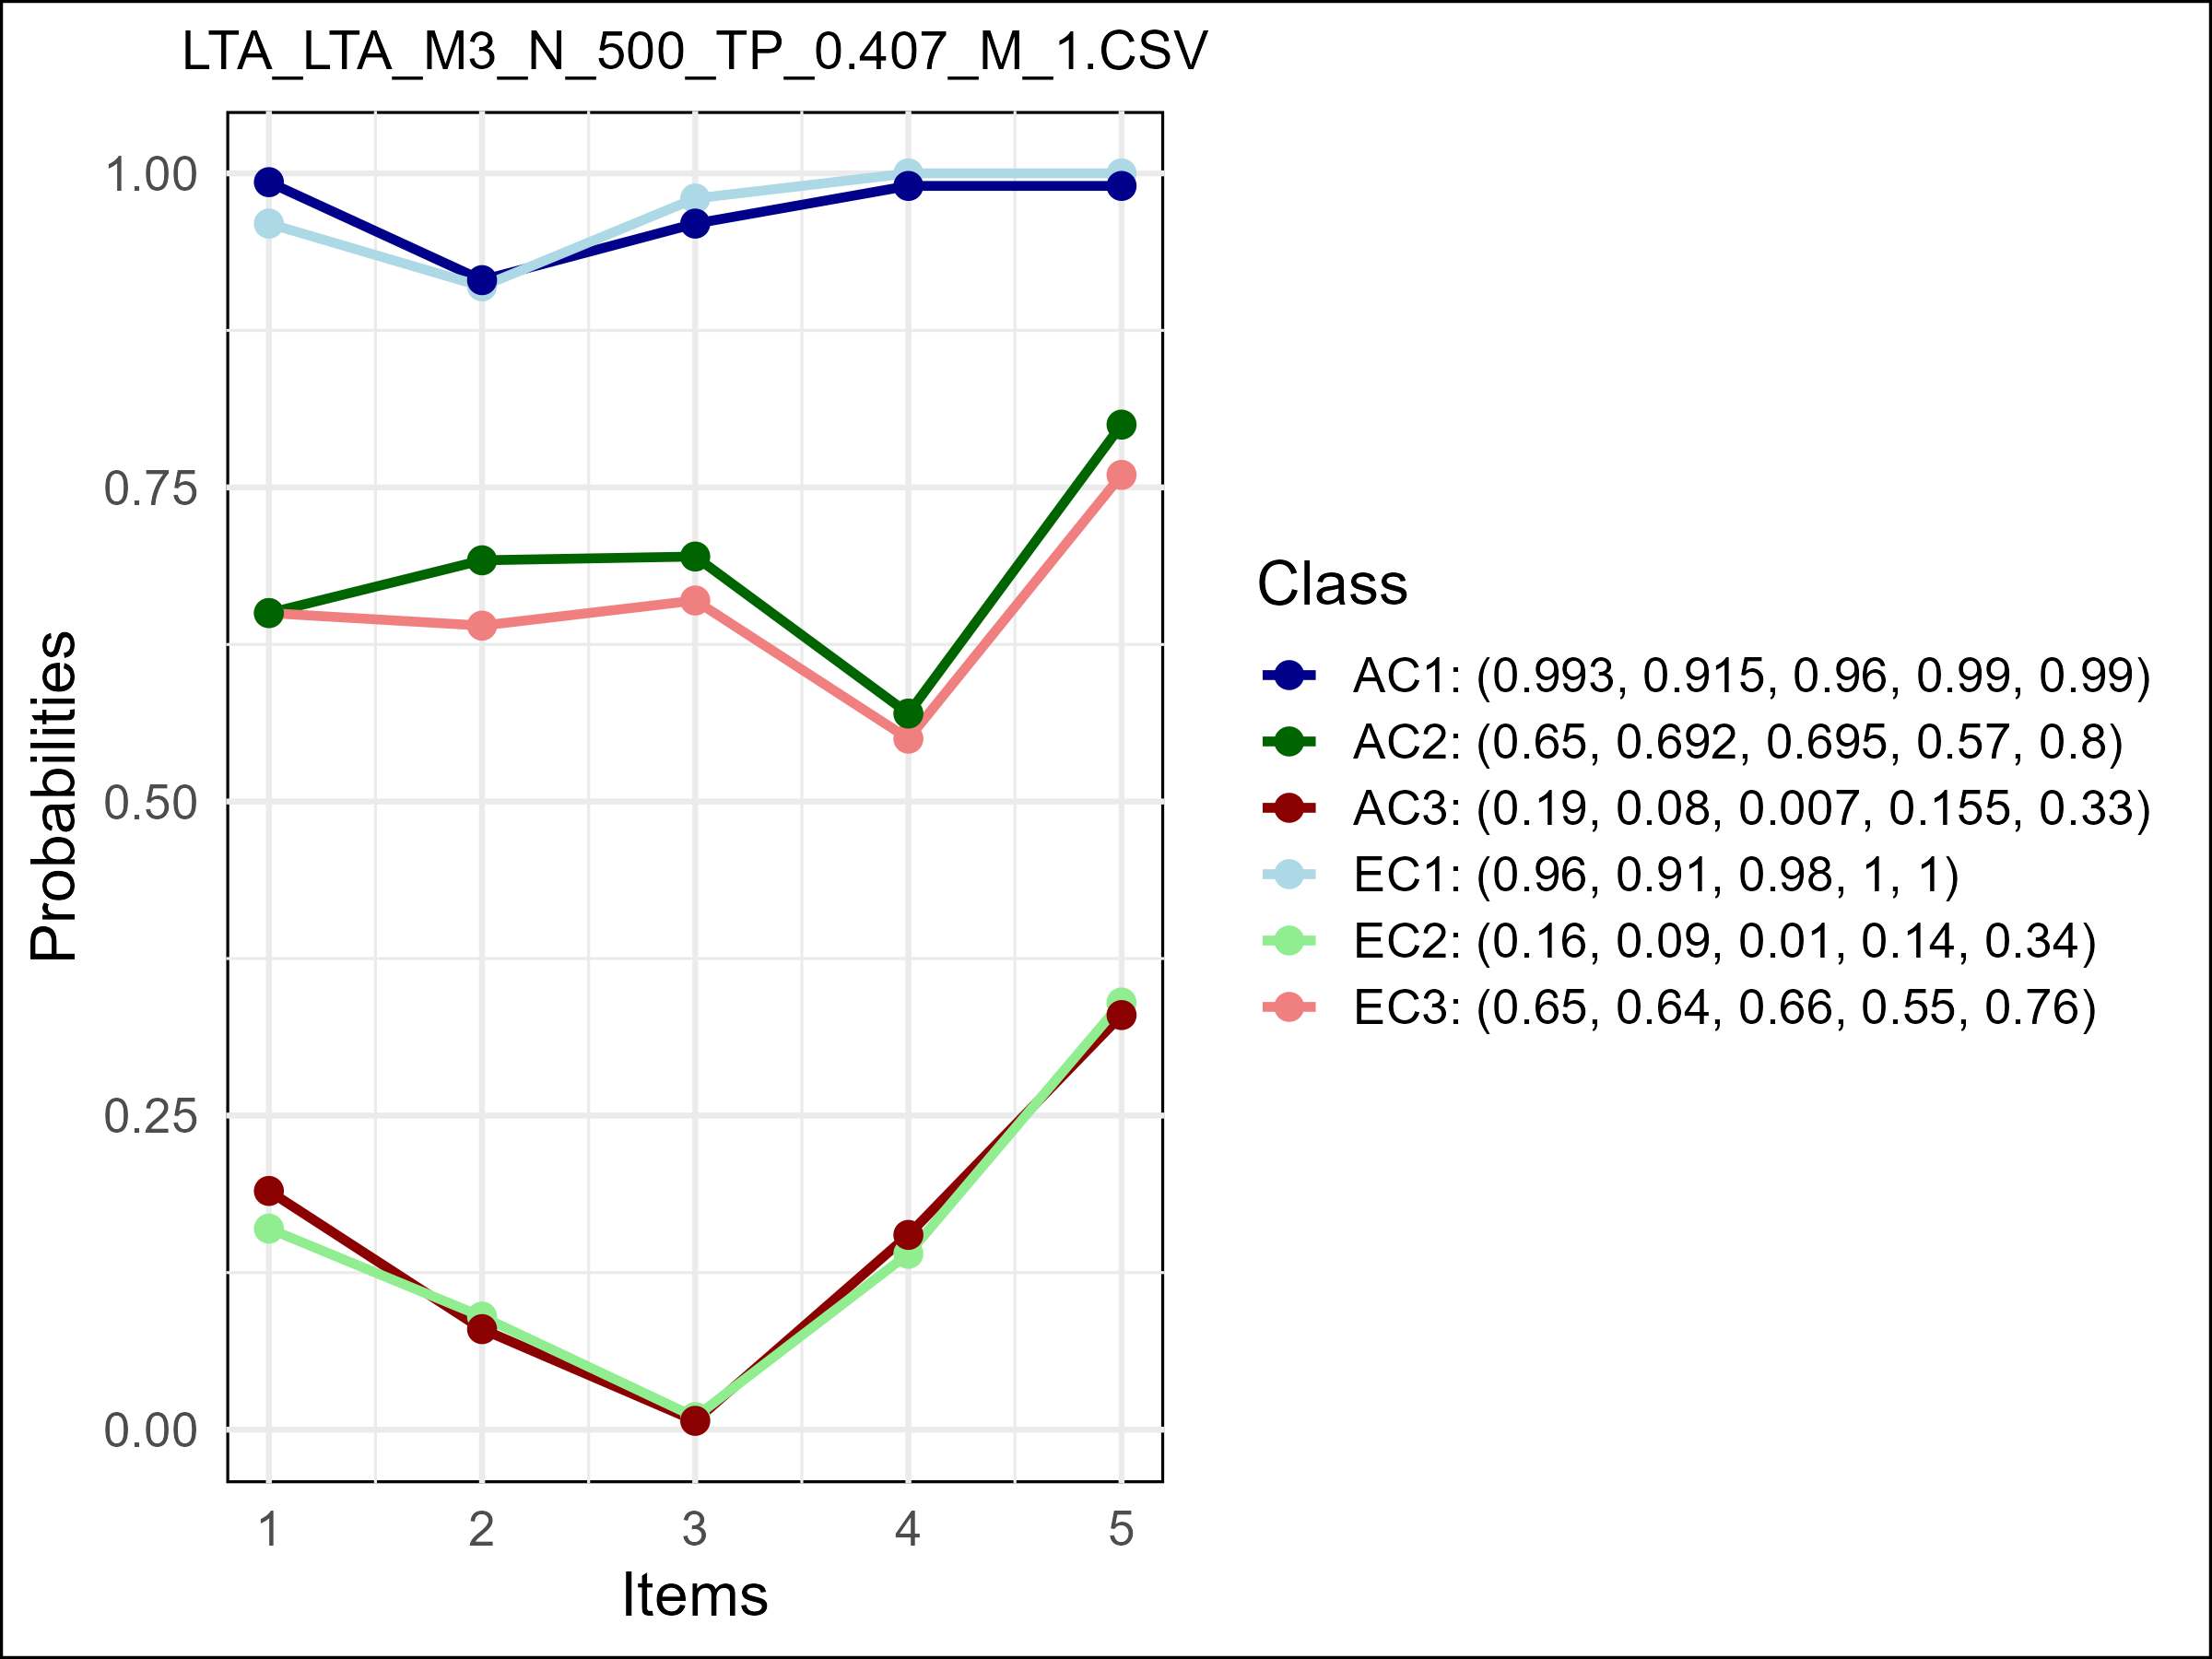 LTA_LTA_M3_N_500_TP_0.407_M_1.CSV
1.00
0.75
0.50
0.25
0.00
Probabilities
1 2 3 4 5
Items
Class
AC1: (0.993, 0.915, 0.96, 0.99, 0.99)
AC2: (0.65, 0.692, 0.695, 0.57, 0.8)
AC3: (0.19, 0.08, 0.007, 0.155, 0.33)
EC1: (0.96, 0.91, 0.98, 1, 1)
EC2: (0.16, 0.09, 0.01, 0.14, 0.34)
EC3: (0.65, 0.64, 0.66, 0.55, 0.76)